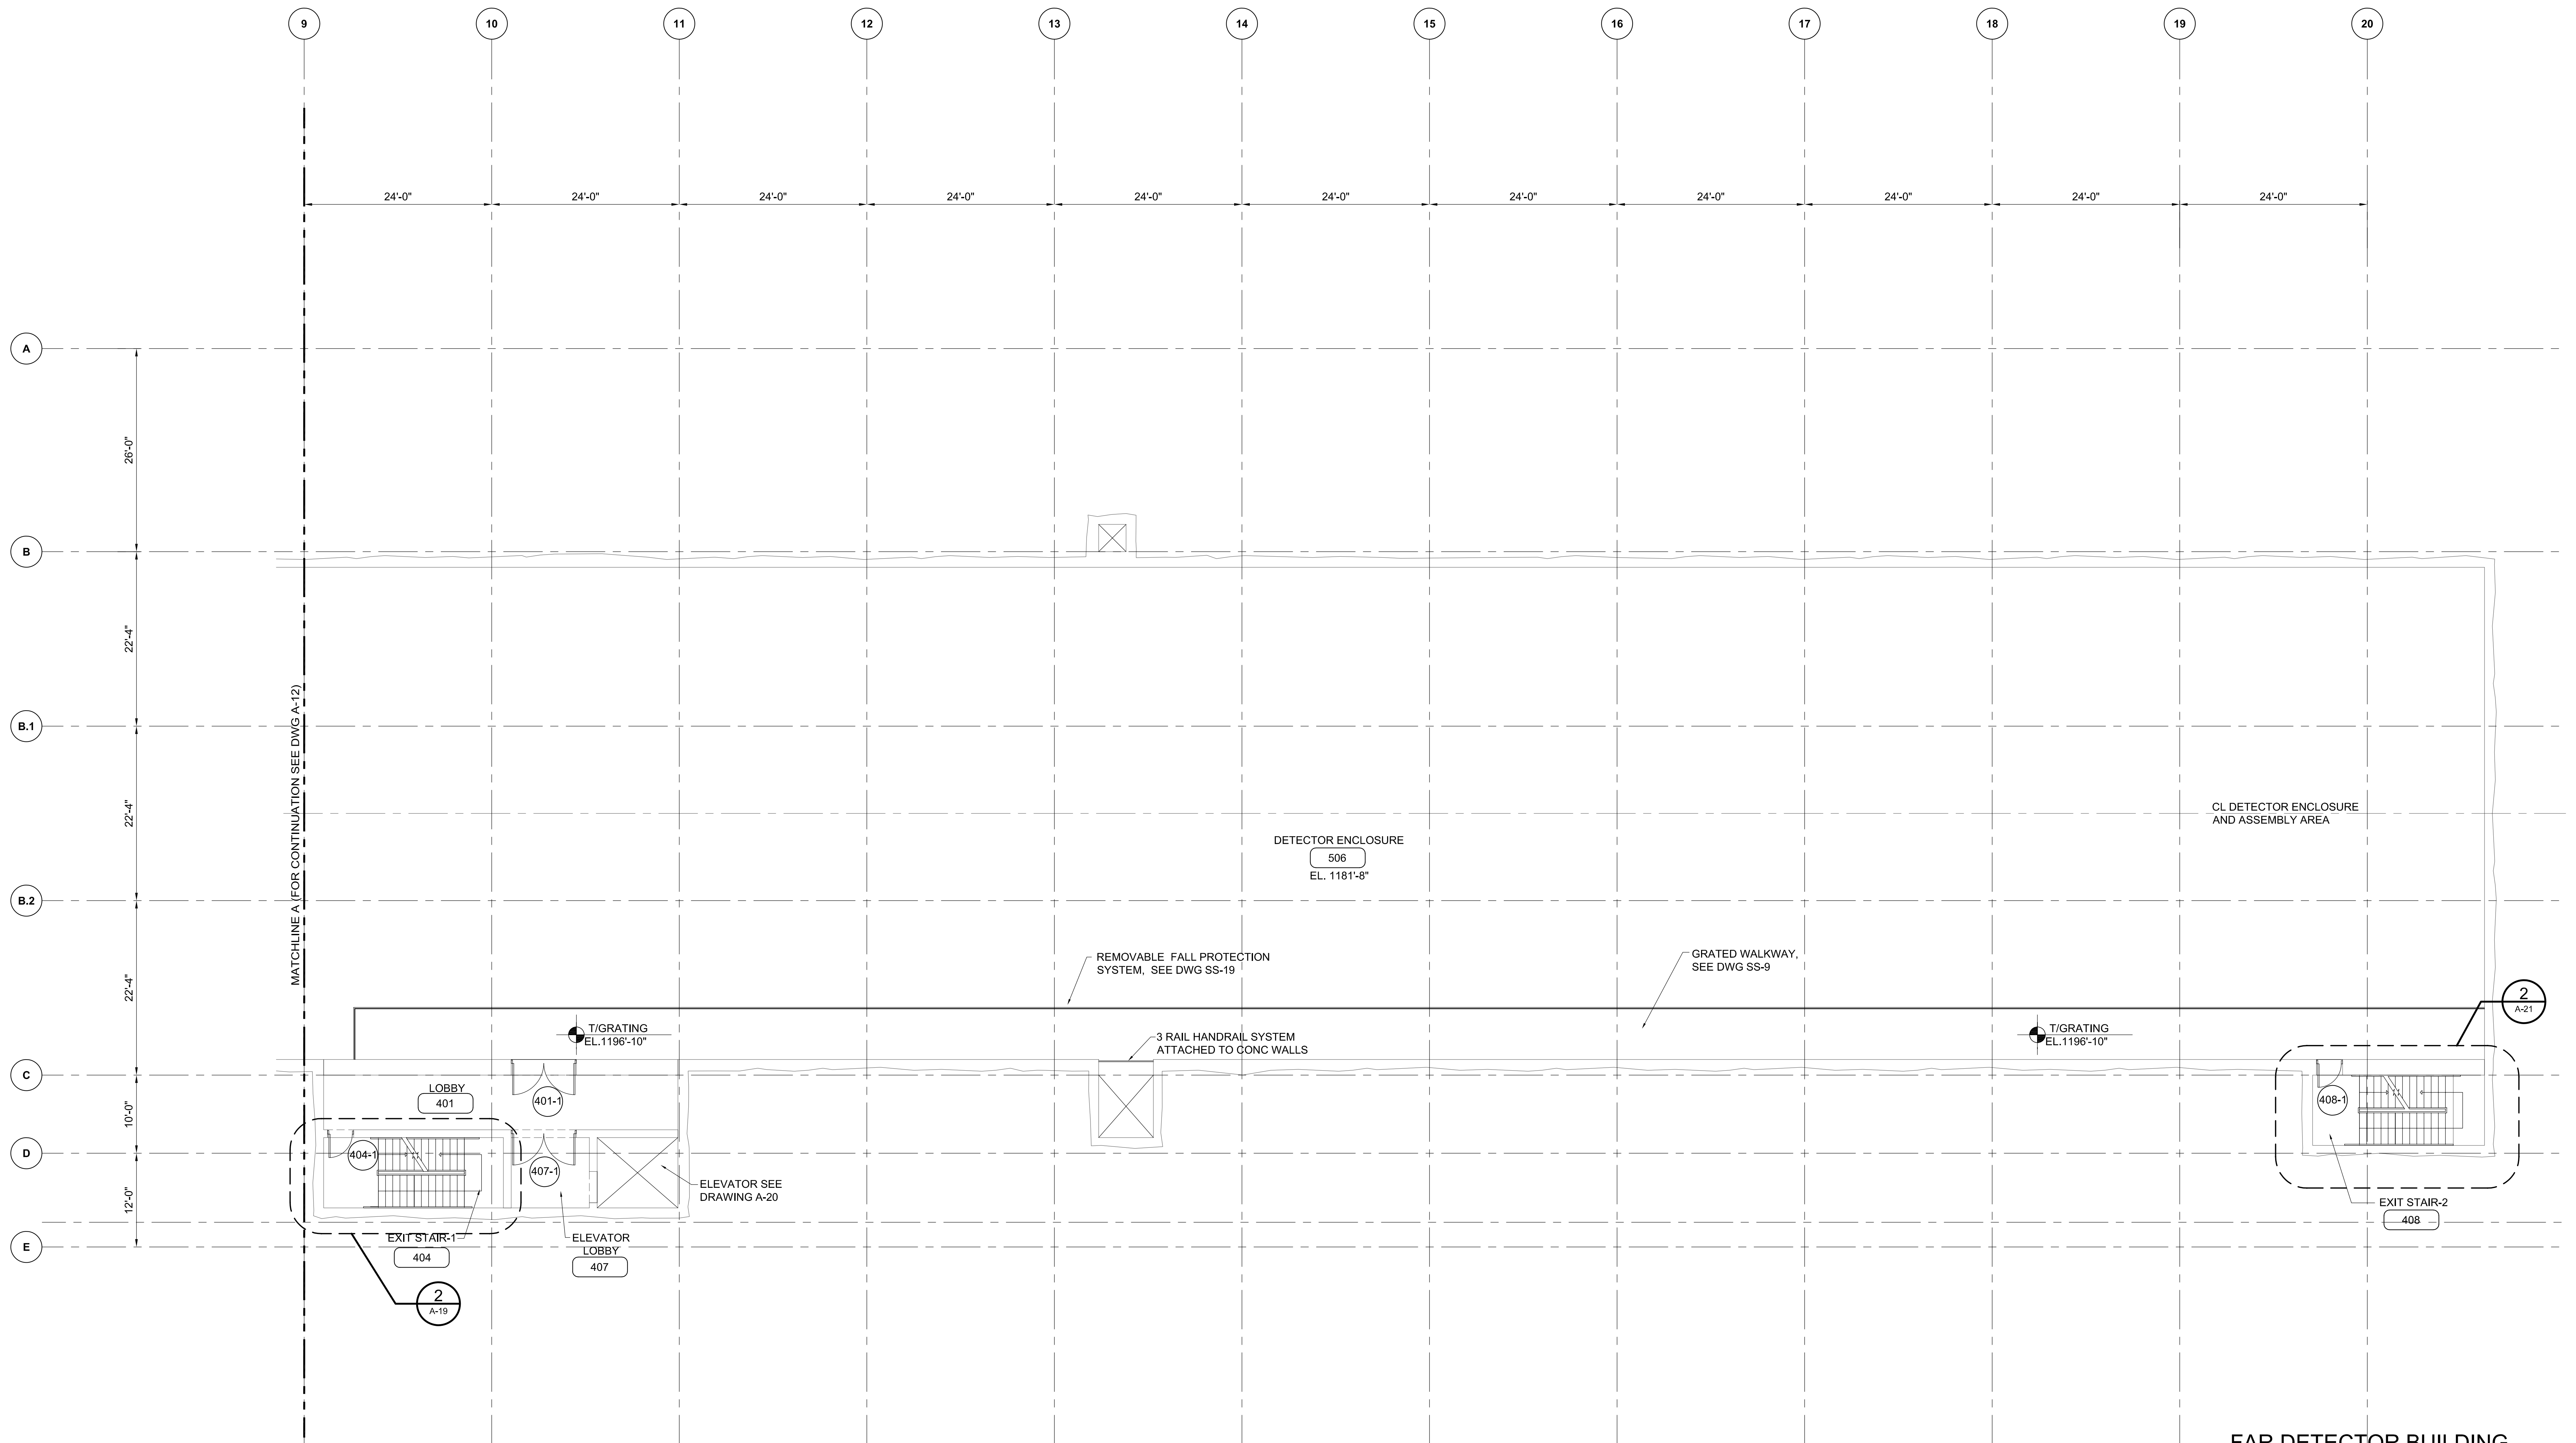 9 10 11 12 13 14 15 16 17 18 19 20
24'-0" 24'-0" 24'-0" 24'-0" 24'-0" 24'-0" 24'-0" 24'-0" 24'-0" 24'-0" 24'-0"
A
26'-0"
B
22'-4"
B.1
MATCHLINE A (FOR CONTINUATION SEE DWG A-12)
22'-4"
CL DETECTOR ENCLOSURE
AND ASSEMBLY AREA
DETECTOR ENCLOSURE
506
EL. 1181'-8"
B.2
22'-4"
REMOVABLE FALL PROTECTION
SYSTEM, SEE DWG SS-19
GRATED WALKWAY,
SEE DWG SS-9
2
A-21
T/GRATING
EL.1196'-10"
3 RAIL HANDRAIL SYSTEM
ATTACHED TO CONC WALLS
T/GRATING
EL.1196'-10"
C
LOBBY
401
401-1
408-1
10'-0"
D
404-1
407-1
ELEVATOR SEE
DRAWING A-20
12'-0"
EXIT STAIR-2
408
E
EXIT STAIR-1
404
ELEVATOR
LOBBY
407
2
A-19
FAR DETECTOR BUILDING